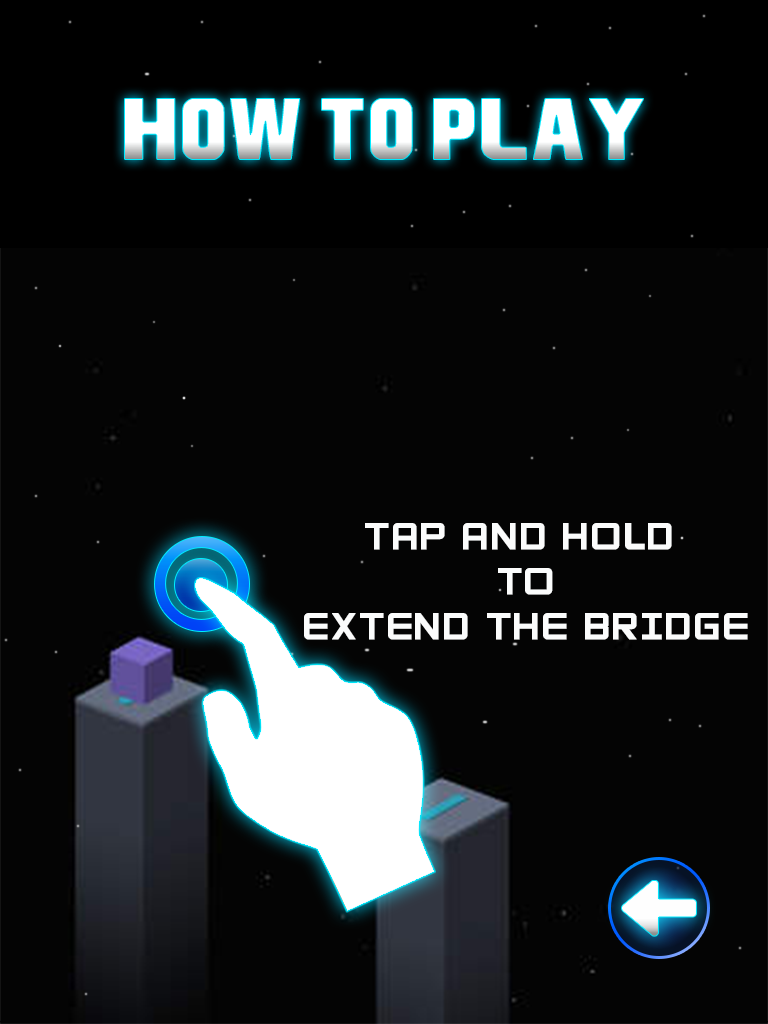 HOW TO PLAY
TAP AND HOLD
TO
EXTEND THE BRIDGE